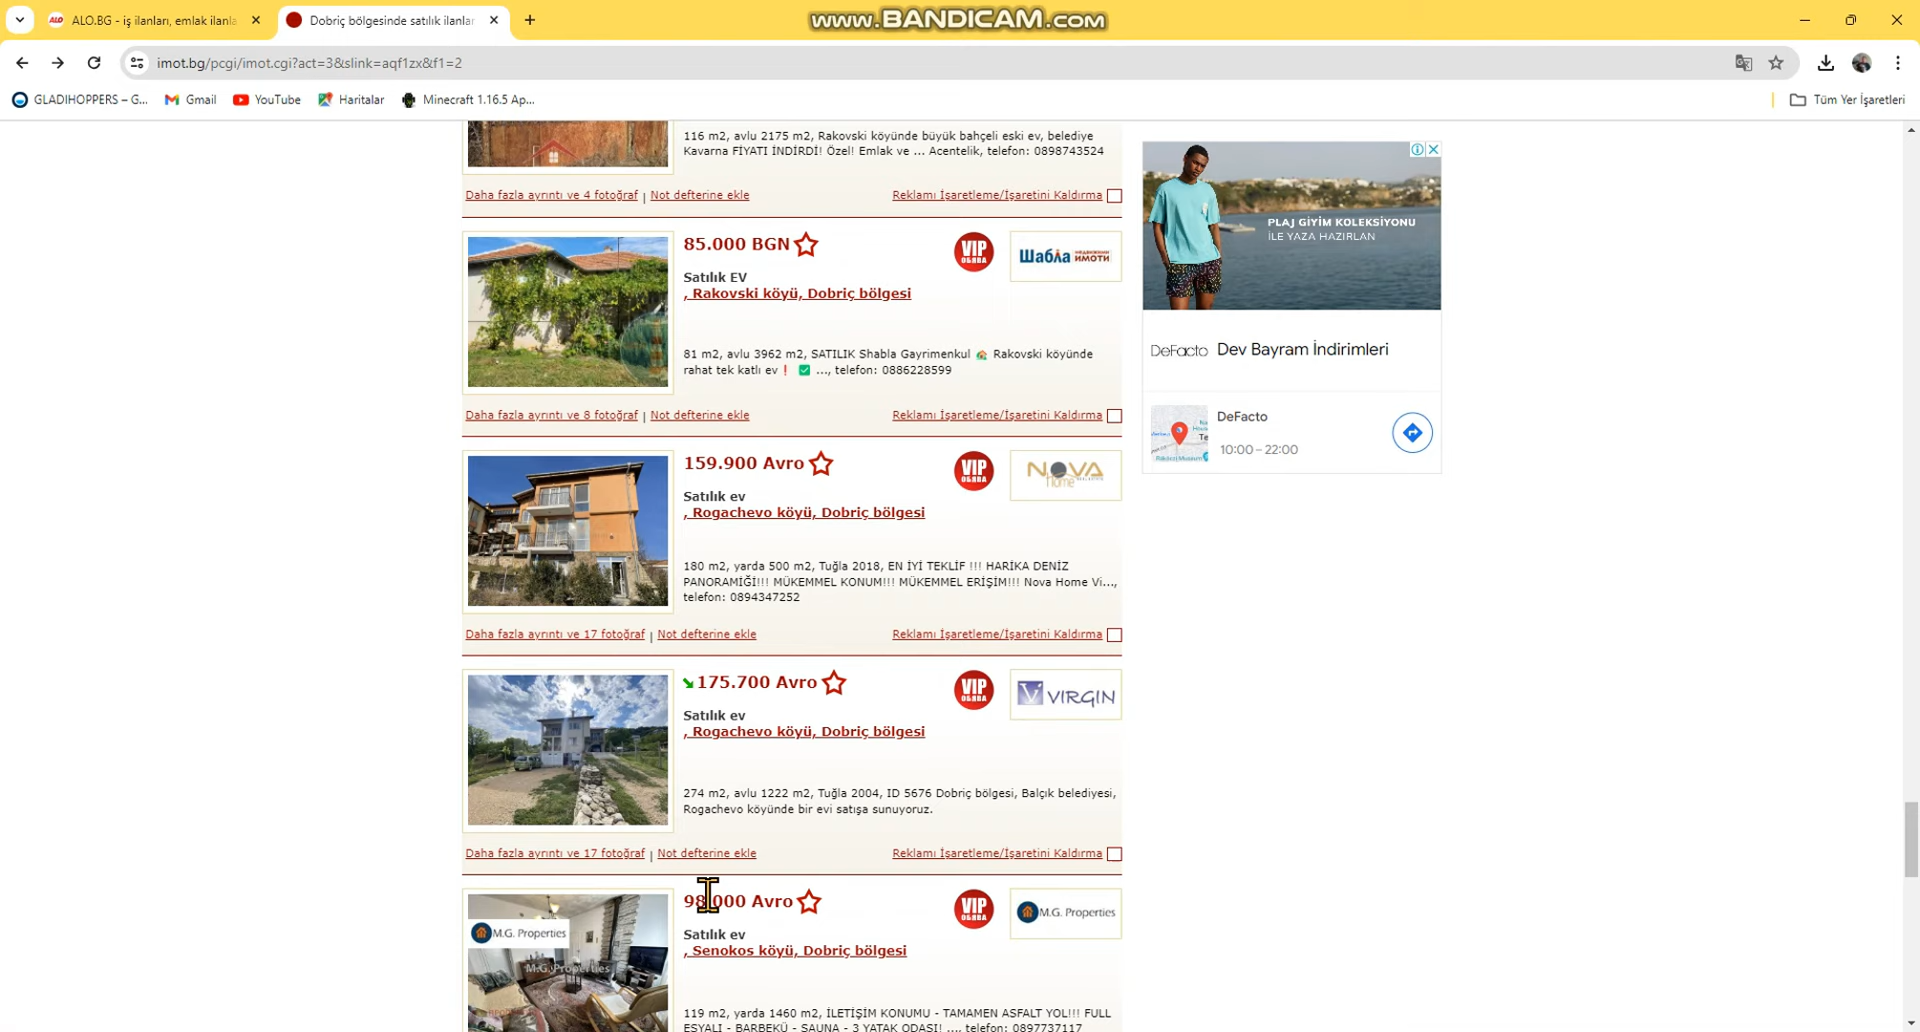 ALO.BG - iş ilanları, emlak ilanla
Dobriç bölgesinde satılık ilanlar
www.BANDICAM.com
imot.bg/pcgi/imot.cgi?act=3&slink=aqf1zx&f1=2
GLADIHOPPERS – G...
Gmail
YouTube
Haritalar
Minecraft 1.16.5 Ap...
Tüm Yer İşaretleri
116 m2, avlu 2175 m2, Rakovski köyünde büyük bahçeli eski ev, belediye
Kavarna FİYATI İNDİRDİ! Özel! Emlak ve ... Acentelik, telefon: 0898743524
Daha fazla ayrıntı ve 4 fotoğraf | Not defterine ekle
Reklamı İşaretleme/İşaretini Kaldırma
85.000 BGN
VIP
ОБЯВА
Шабла имоти
Satılık EV
, Rakovski köyü, Dobriç bölgesi
81 m2, avlu 3962 m2, SATILIK Shabla Gayrimenkul Rakovski köyünde
rahat tek katlı ev❗ ✅ ..., telefon: 0886228599
Daha fazla ayrıntı ve 8 fotoğraf | Not defterine ekle
Reklamı İşaretleme/İşaretini Kaldırma
159.900 Avro
VIP
ОБЯВА
NOVA
Home
Satılık ev
, Rogachevo köyü, Dobriç bölgesi
180 m2, yarda 500 m2, Tuğla 2018, EN İYİ TEKLİF !!! HARİKA DENİZ
PANORAMİĞİ!!! MÜKEMMEL KONUM!!! MÜKEMMEL ERİŞİM!!! Nova Home Vi...,
telefon: 0894347252
Daha fazla ayrıntı ve 17 fotoğraf | Not defterine ekle
Reklamı İşaretleme/İşaretini Kaldırma
175.700 Avro
VIP
ОБЯВА
VIRGIN
Satılık ev
, Rogachevo köyü, Dobriç bölgesi
274 m2, avlu 1222 m2, Tuğla 2004, ID 5676 Dobriç bölgesi, Balçık belediyesi,
Rogachevo köyünde bir evi satışa sunuyoruz.
Daha fazla ayrıntı ve 17 fotoğraf | Not defterine ekle
Reklamı İşaretleme/İşaretini Kaldırma
98.000 Avro
VIP
ОБЯВА
M.G. Properties
M.G. Properties
M.G. Properties
Satılık ev
, Senokos köyü, Dobriç bölgesi
119 m2, yarda 1460 m2, İLETİŞİM KONUMU - TAMAMEN ASFALT YOL!!! FULL
EŞYALI - BARBEKÜ - SAUNA - 3 YATAK ODASI! ..., telefon: 0897737117
PLAJ GİYİM KOLEKSİYONU
İLE YAZA HAZIRLAN
DeFacto Dev Bayram İndirimleri
DeFacto
10:00 – 22:00